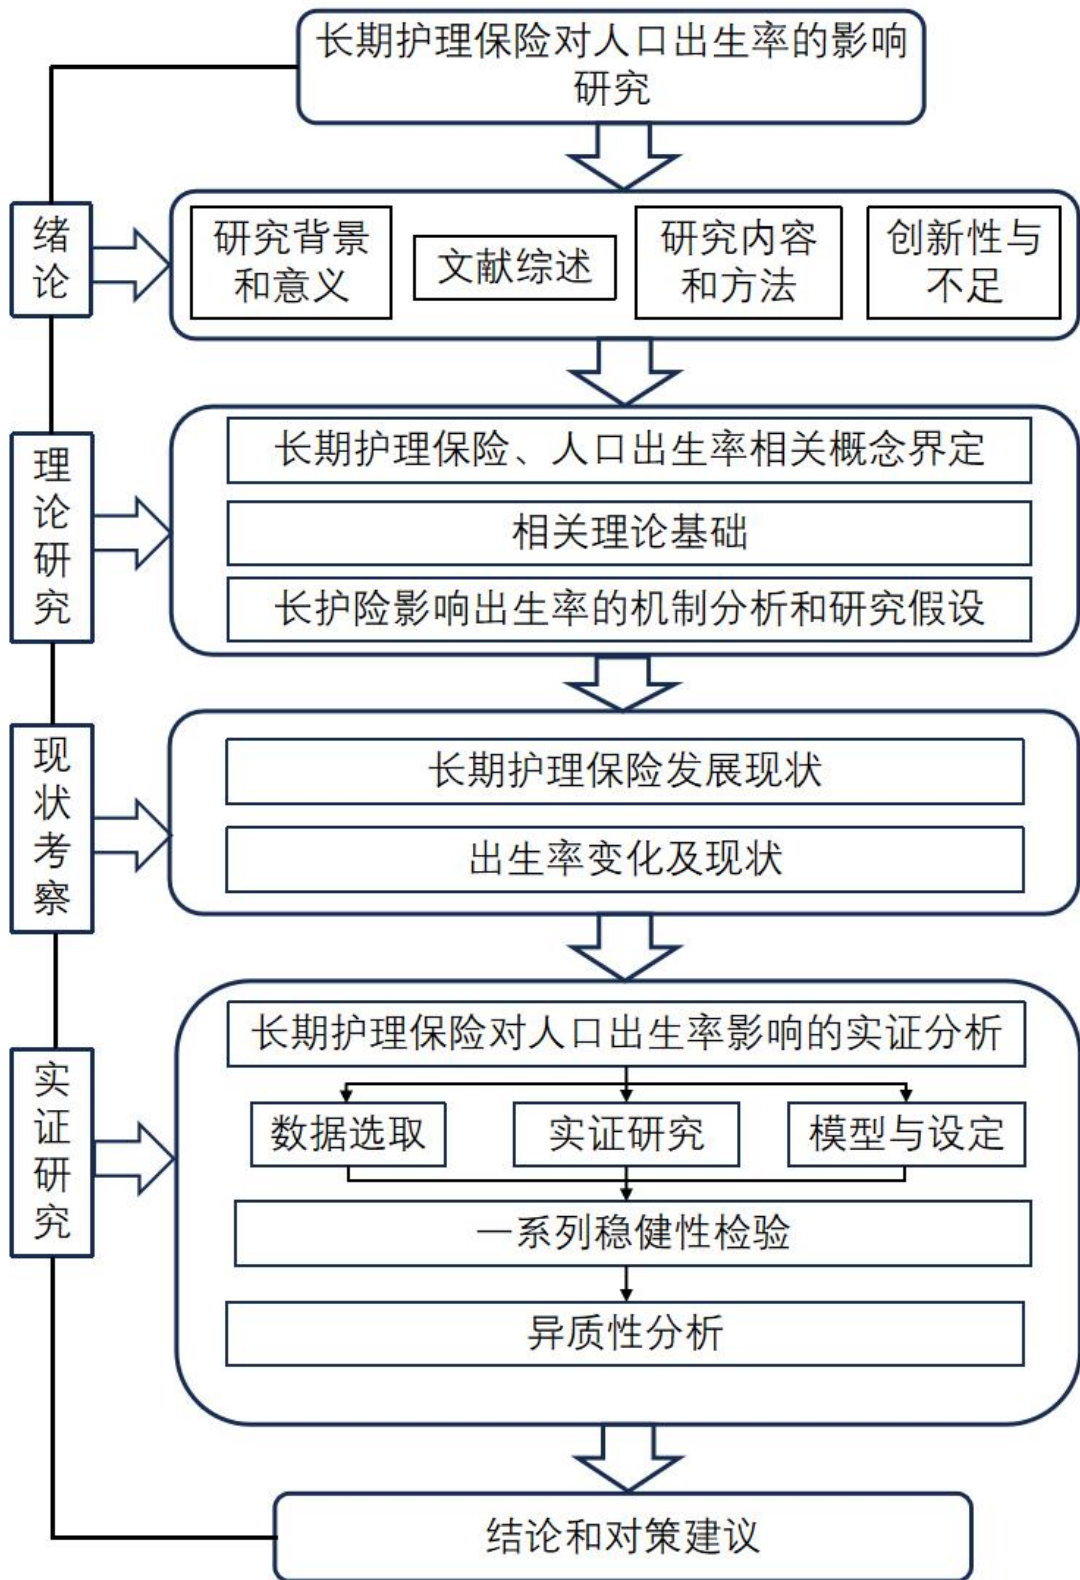 长期护理保险对人口出生率的影响
研究
绪论
研究背景
和意义
文献综述
研究内容
和方法
创新性与
不足
理论研究
长期护理保险、人口出生率相关概念界定
相关理论基础
长护险影响出生率的机制分析和研究假设
现状考察
长期护理保险发展现状
出生率变化及现状
实证研究
长期护理保险对人口出生率影响的实证分析
数据选取
实证研究
模型与设定
一系列稳健性检验
异质性分析
结论和对策建议